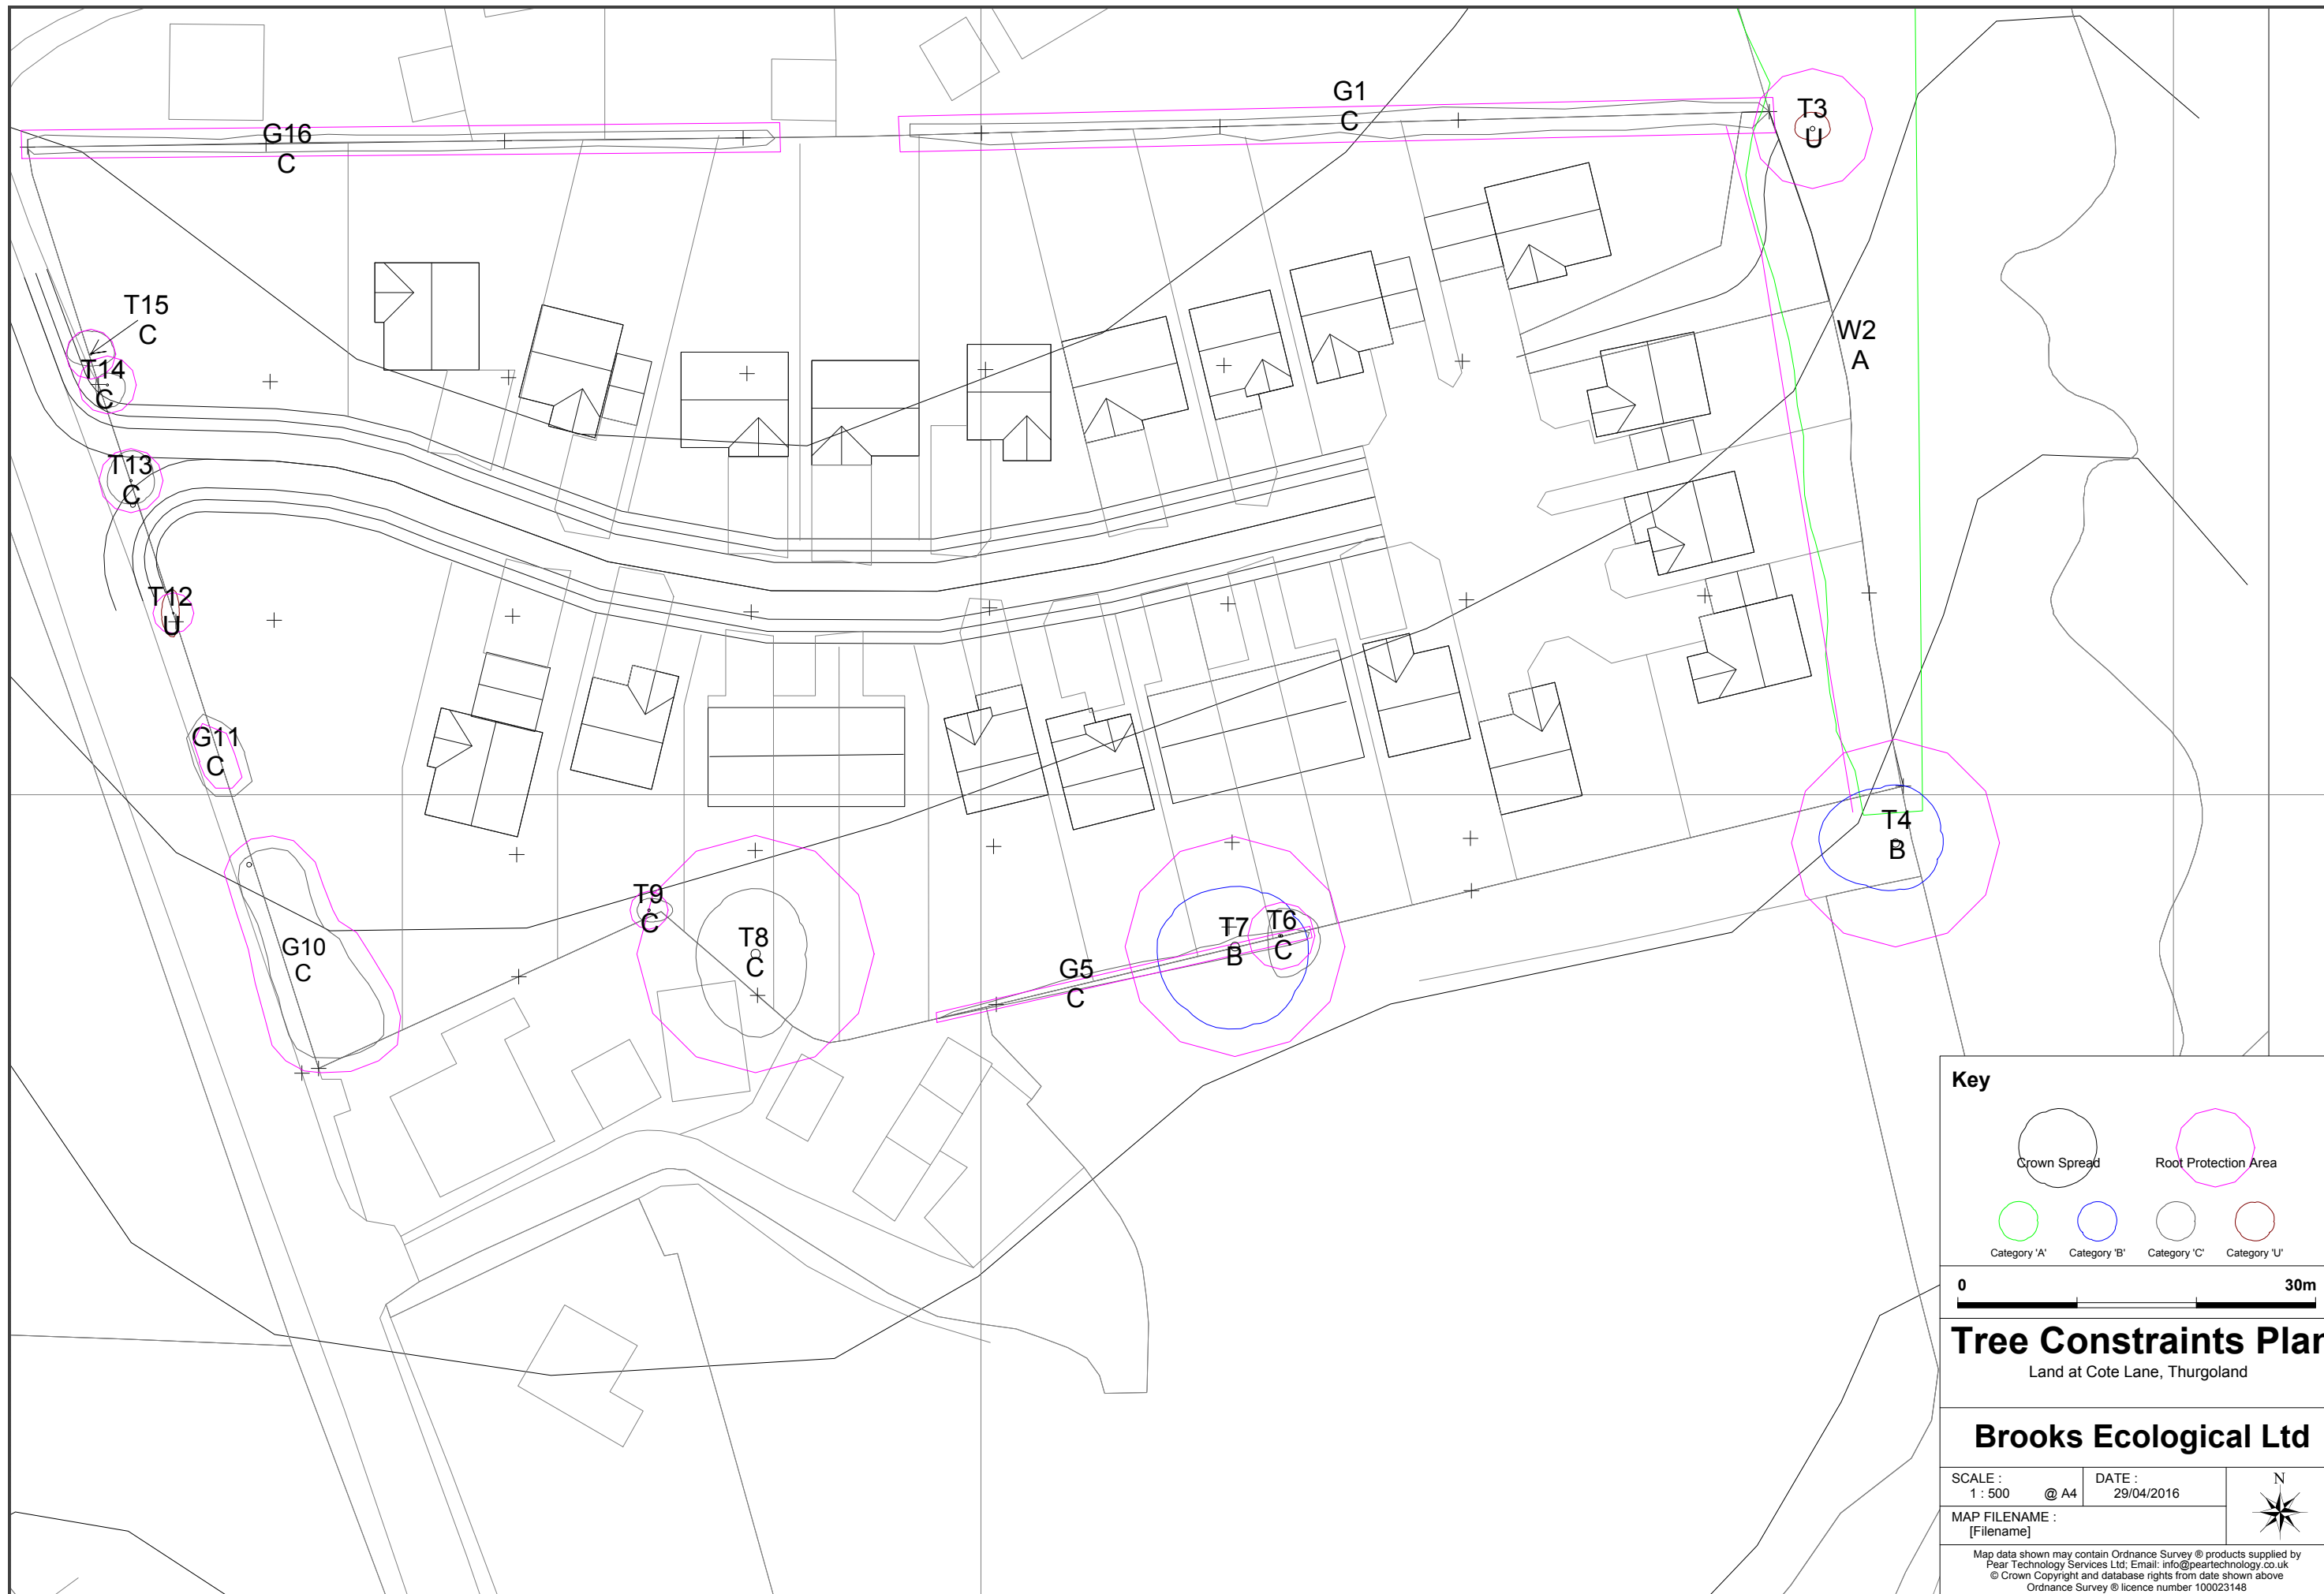 G1
C
T3
U
G16
C
T15
C
W2
A
T14
C
T13
C
T12
U
G11
C
T4
B
T9
C
T8
C
T7
B
T6
C
G10
C
G5
C
Key
Crown Spread
Root Protection Area
Category 'A'
Category 'B'
Category 'C'
Category 'U'
0 30m
Tree Constraints Plan
Land at Cote Lane, Thurgoland
Brooks Ecological Ltd
SCALE :
1 : 500 @ A4
DATE :
29/04/2016
N
MAP FILENAME :
[Filename]
Map data shown may contain Ordnance Survey ® products supplied by
Pear Technology Services Ltd; Email: info@peartechnology.co.uk
© Crown Copyright and database rights from date shown above
Ordnance Survey ® licence number 100023148